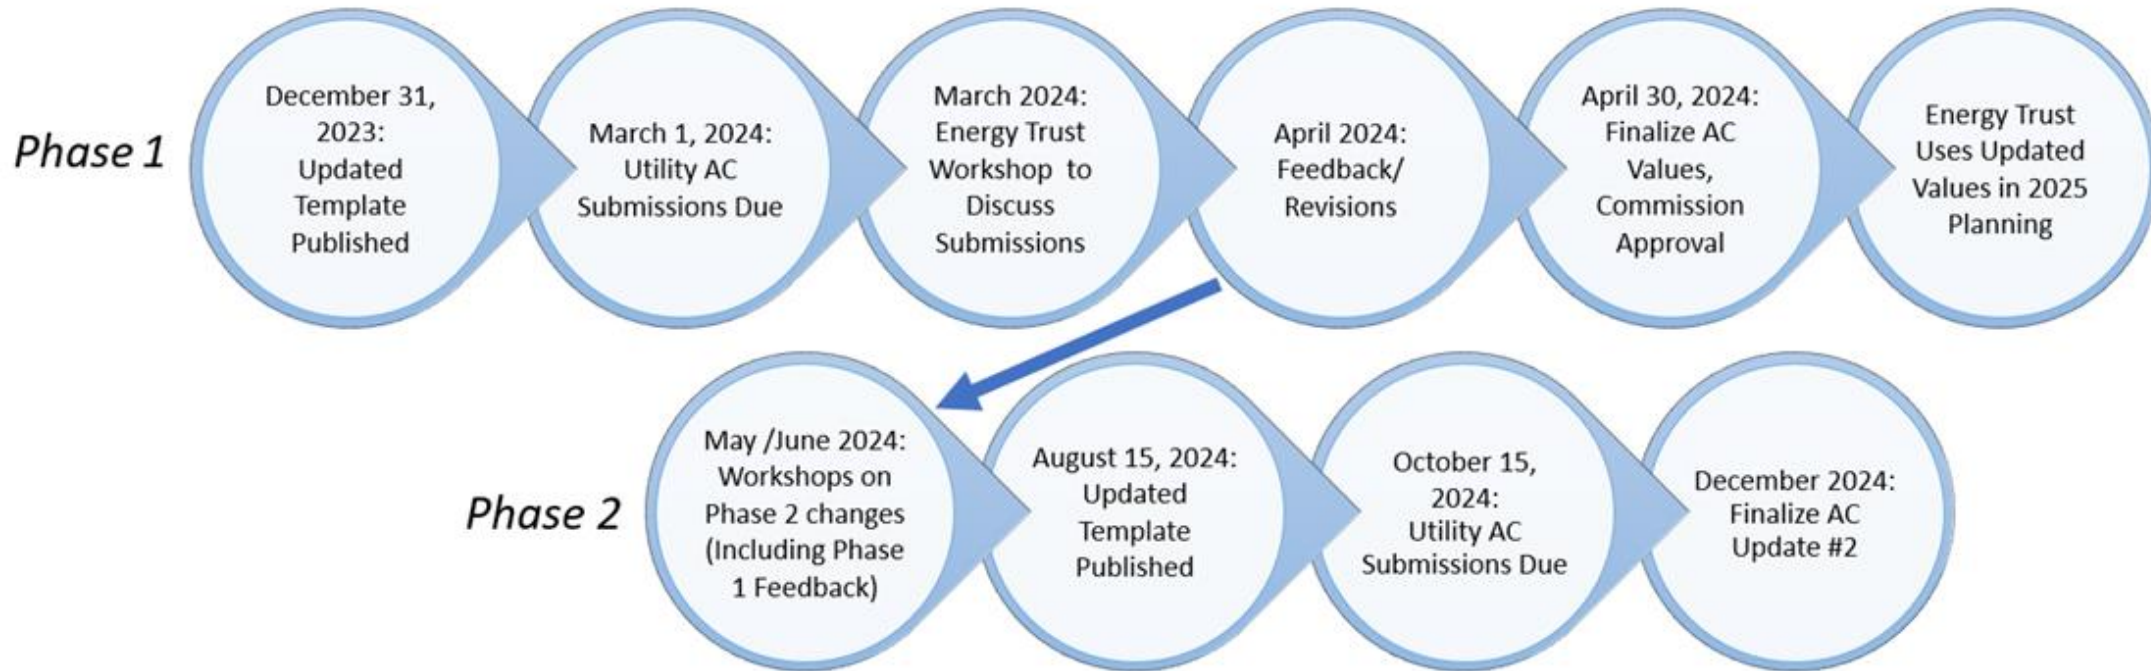 Phase 1
December 31,
2023:
Updated
Template
Published
March 1, 2024:
Utility AC
Submissions Due
March 2024:
Energy Trust
Workshop to
Discuss
Submissions
April 2024:
Feedback/
Revisions
April 30, 2024:
Finalize AC
Values,
Commission
Approval
Energy Trust
Uses Updated
Values in 2025
Planning
Phase 2
May /June 2024:
Workshops on
Phase 2 changes
(Including Phase
1 Feedback)
August 15, 2024:
Updated
Template
Published
October 15,
2024:
Utility AC
Submissions Due
December 2024:
Finalize AC
Update #2